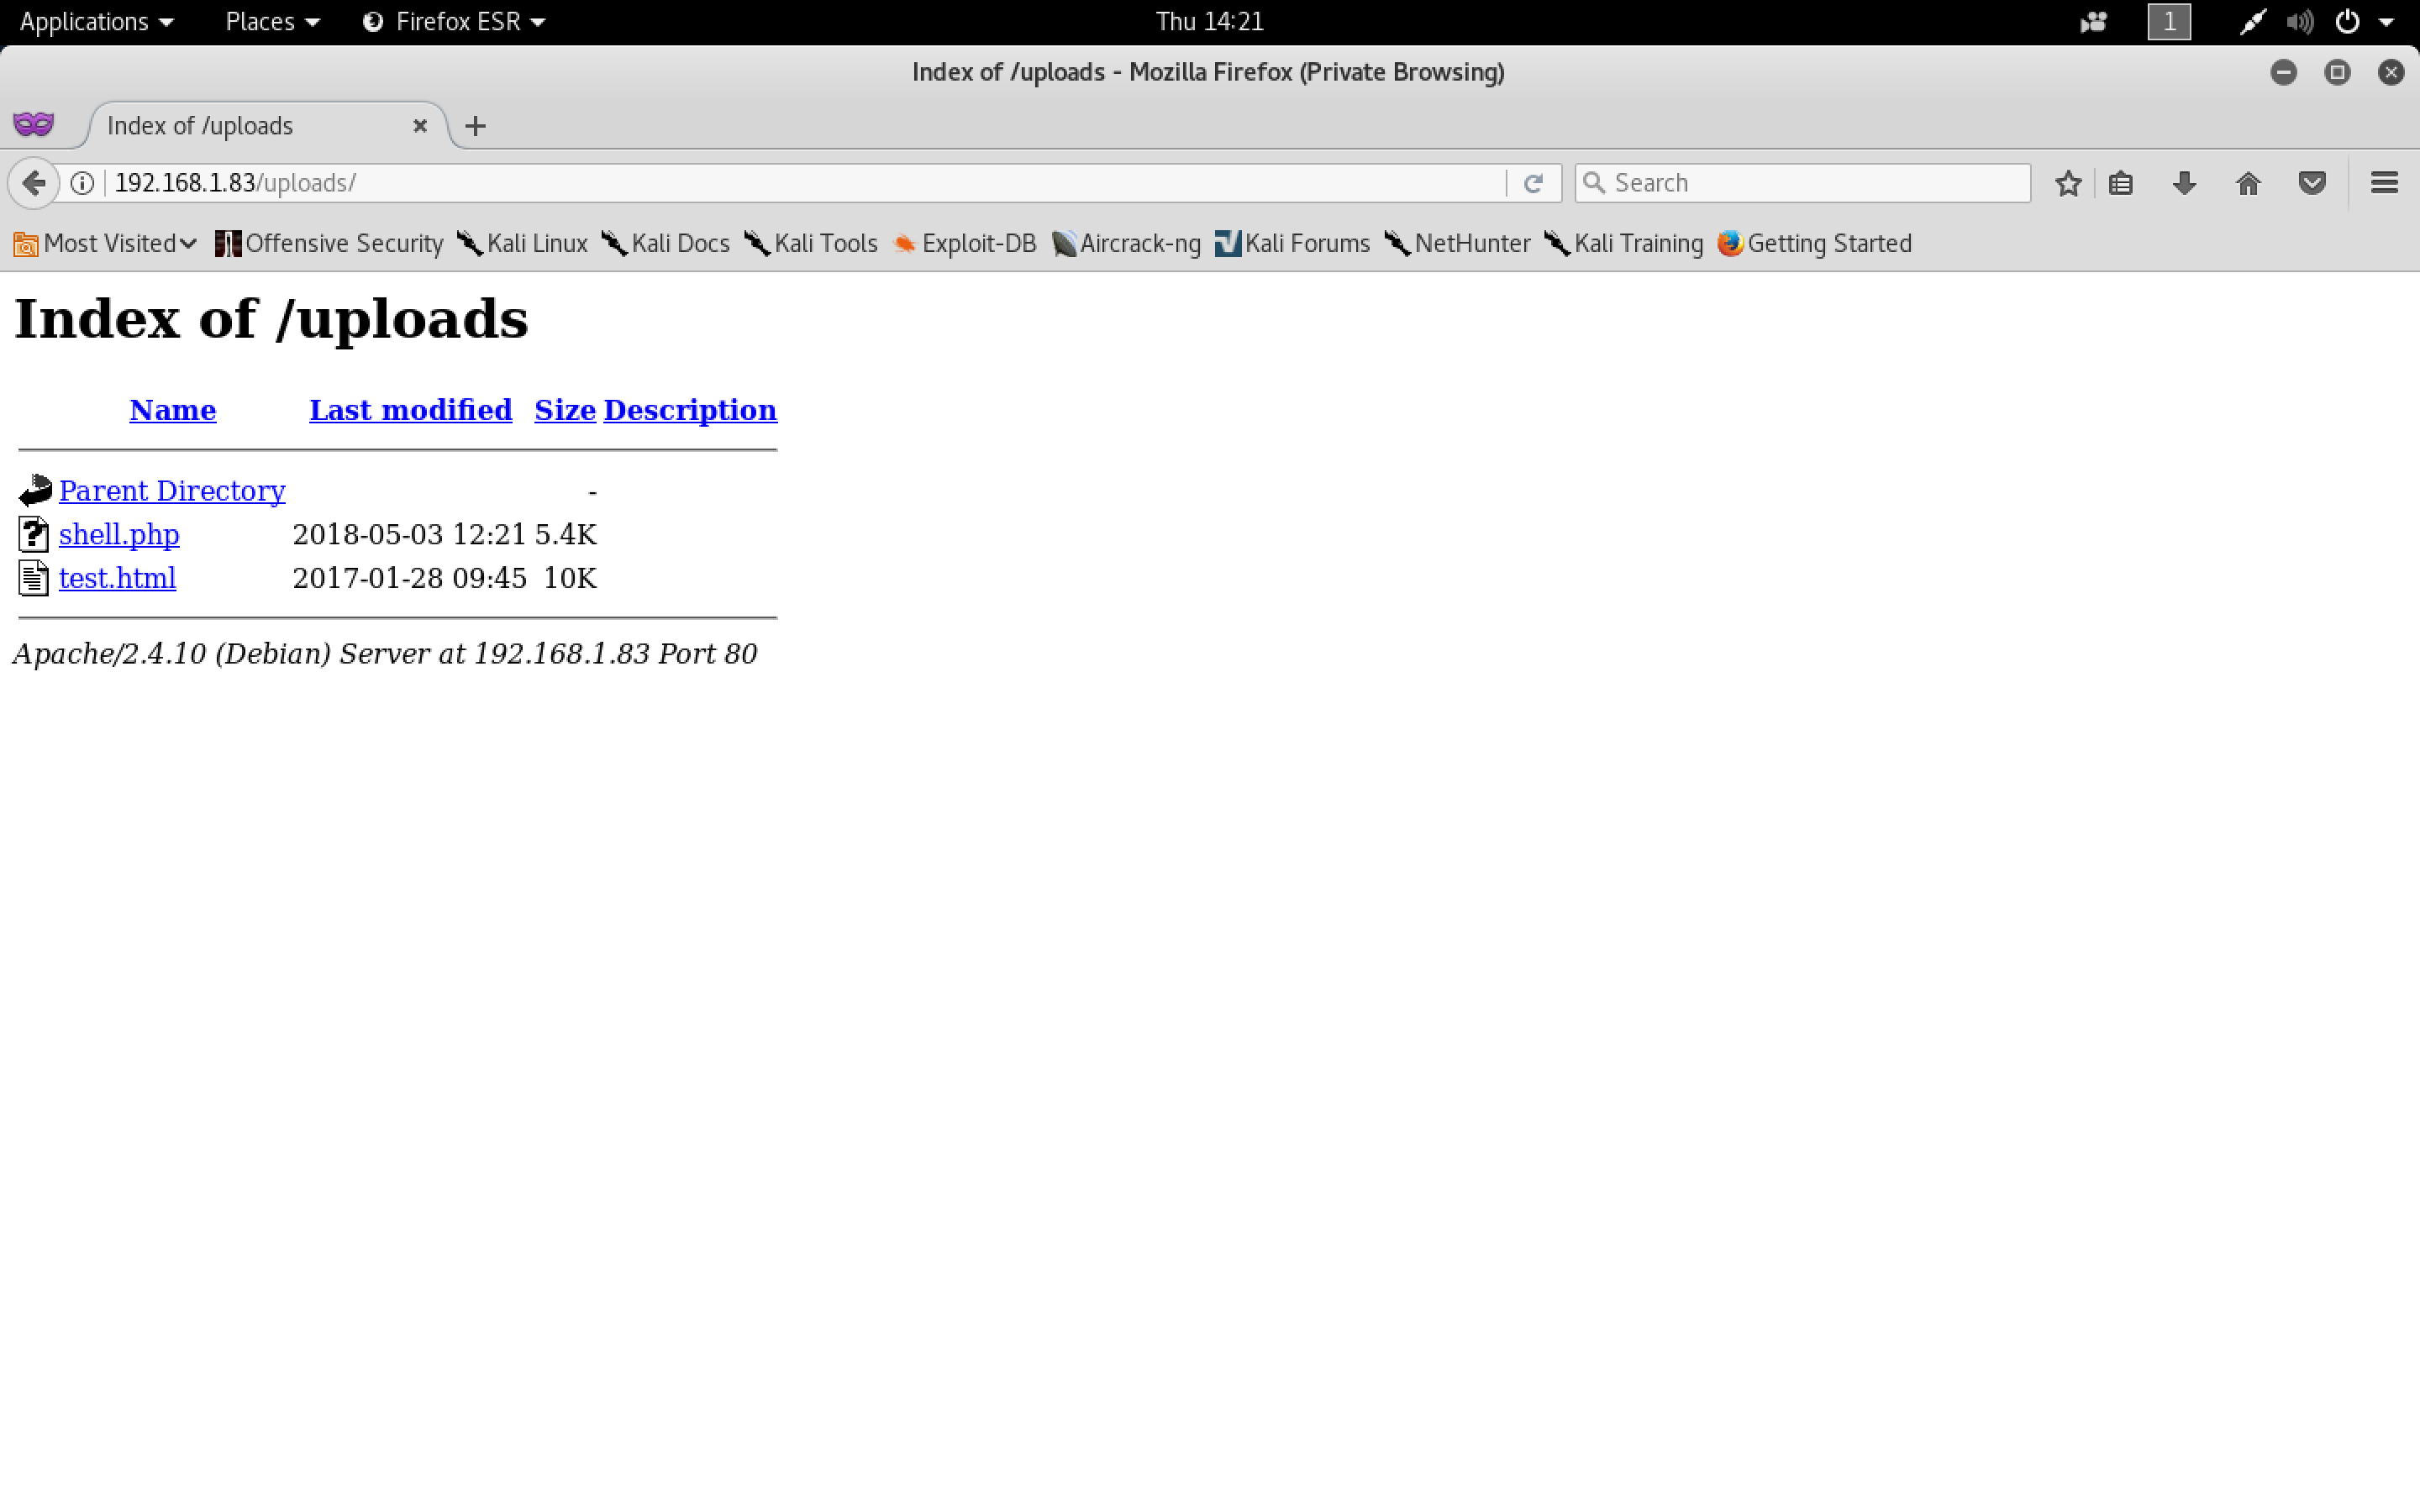 Applications Places Firefox ESR Thu 14:21 1
Index of /uploads - Mozilla Firefox (Private Browsing)
Index of /uploads
192.168.1.83/uploads/ Search
Most Visited Offensive Security Kali Linux Kali Docs Kali Tools Exploit-DB Aircrack-ng Kali Forums NetHunter Kali Training Getting Started
Index of /uploads
Name Last modified Size Description
Parent Directory -
shell.php 2018-05-03 12:21 5.4K
test.html 2017-01-28 09:45 10K
Apache/2.4.10 (Debian) Server at 192.168.1.83 Port 80